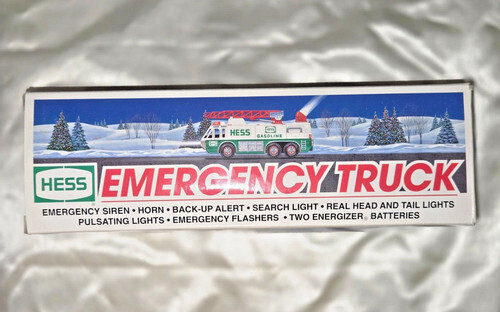 HESS
GASOLINE
HESS
EMERGENCY TRUCK
EMERGENCY SIREN • HORN • BACK-UP ALERT • SEARCH LIGHT • REAL HEAD AND TAIL LIGHTS
PULSATING LIGHTS • EMERGENCY FLASHERS • TWO ENERGIZER® BATTERIES